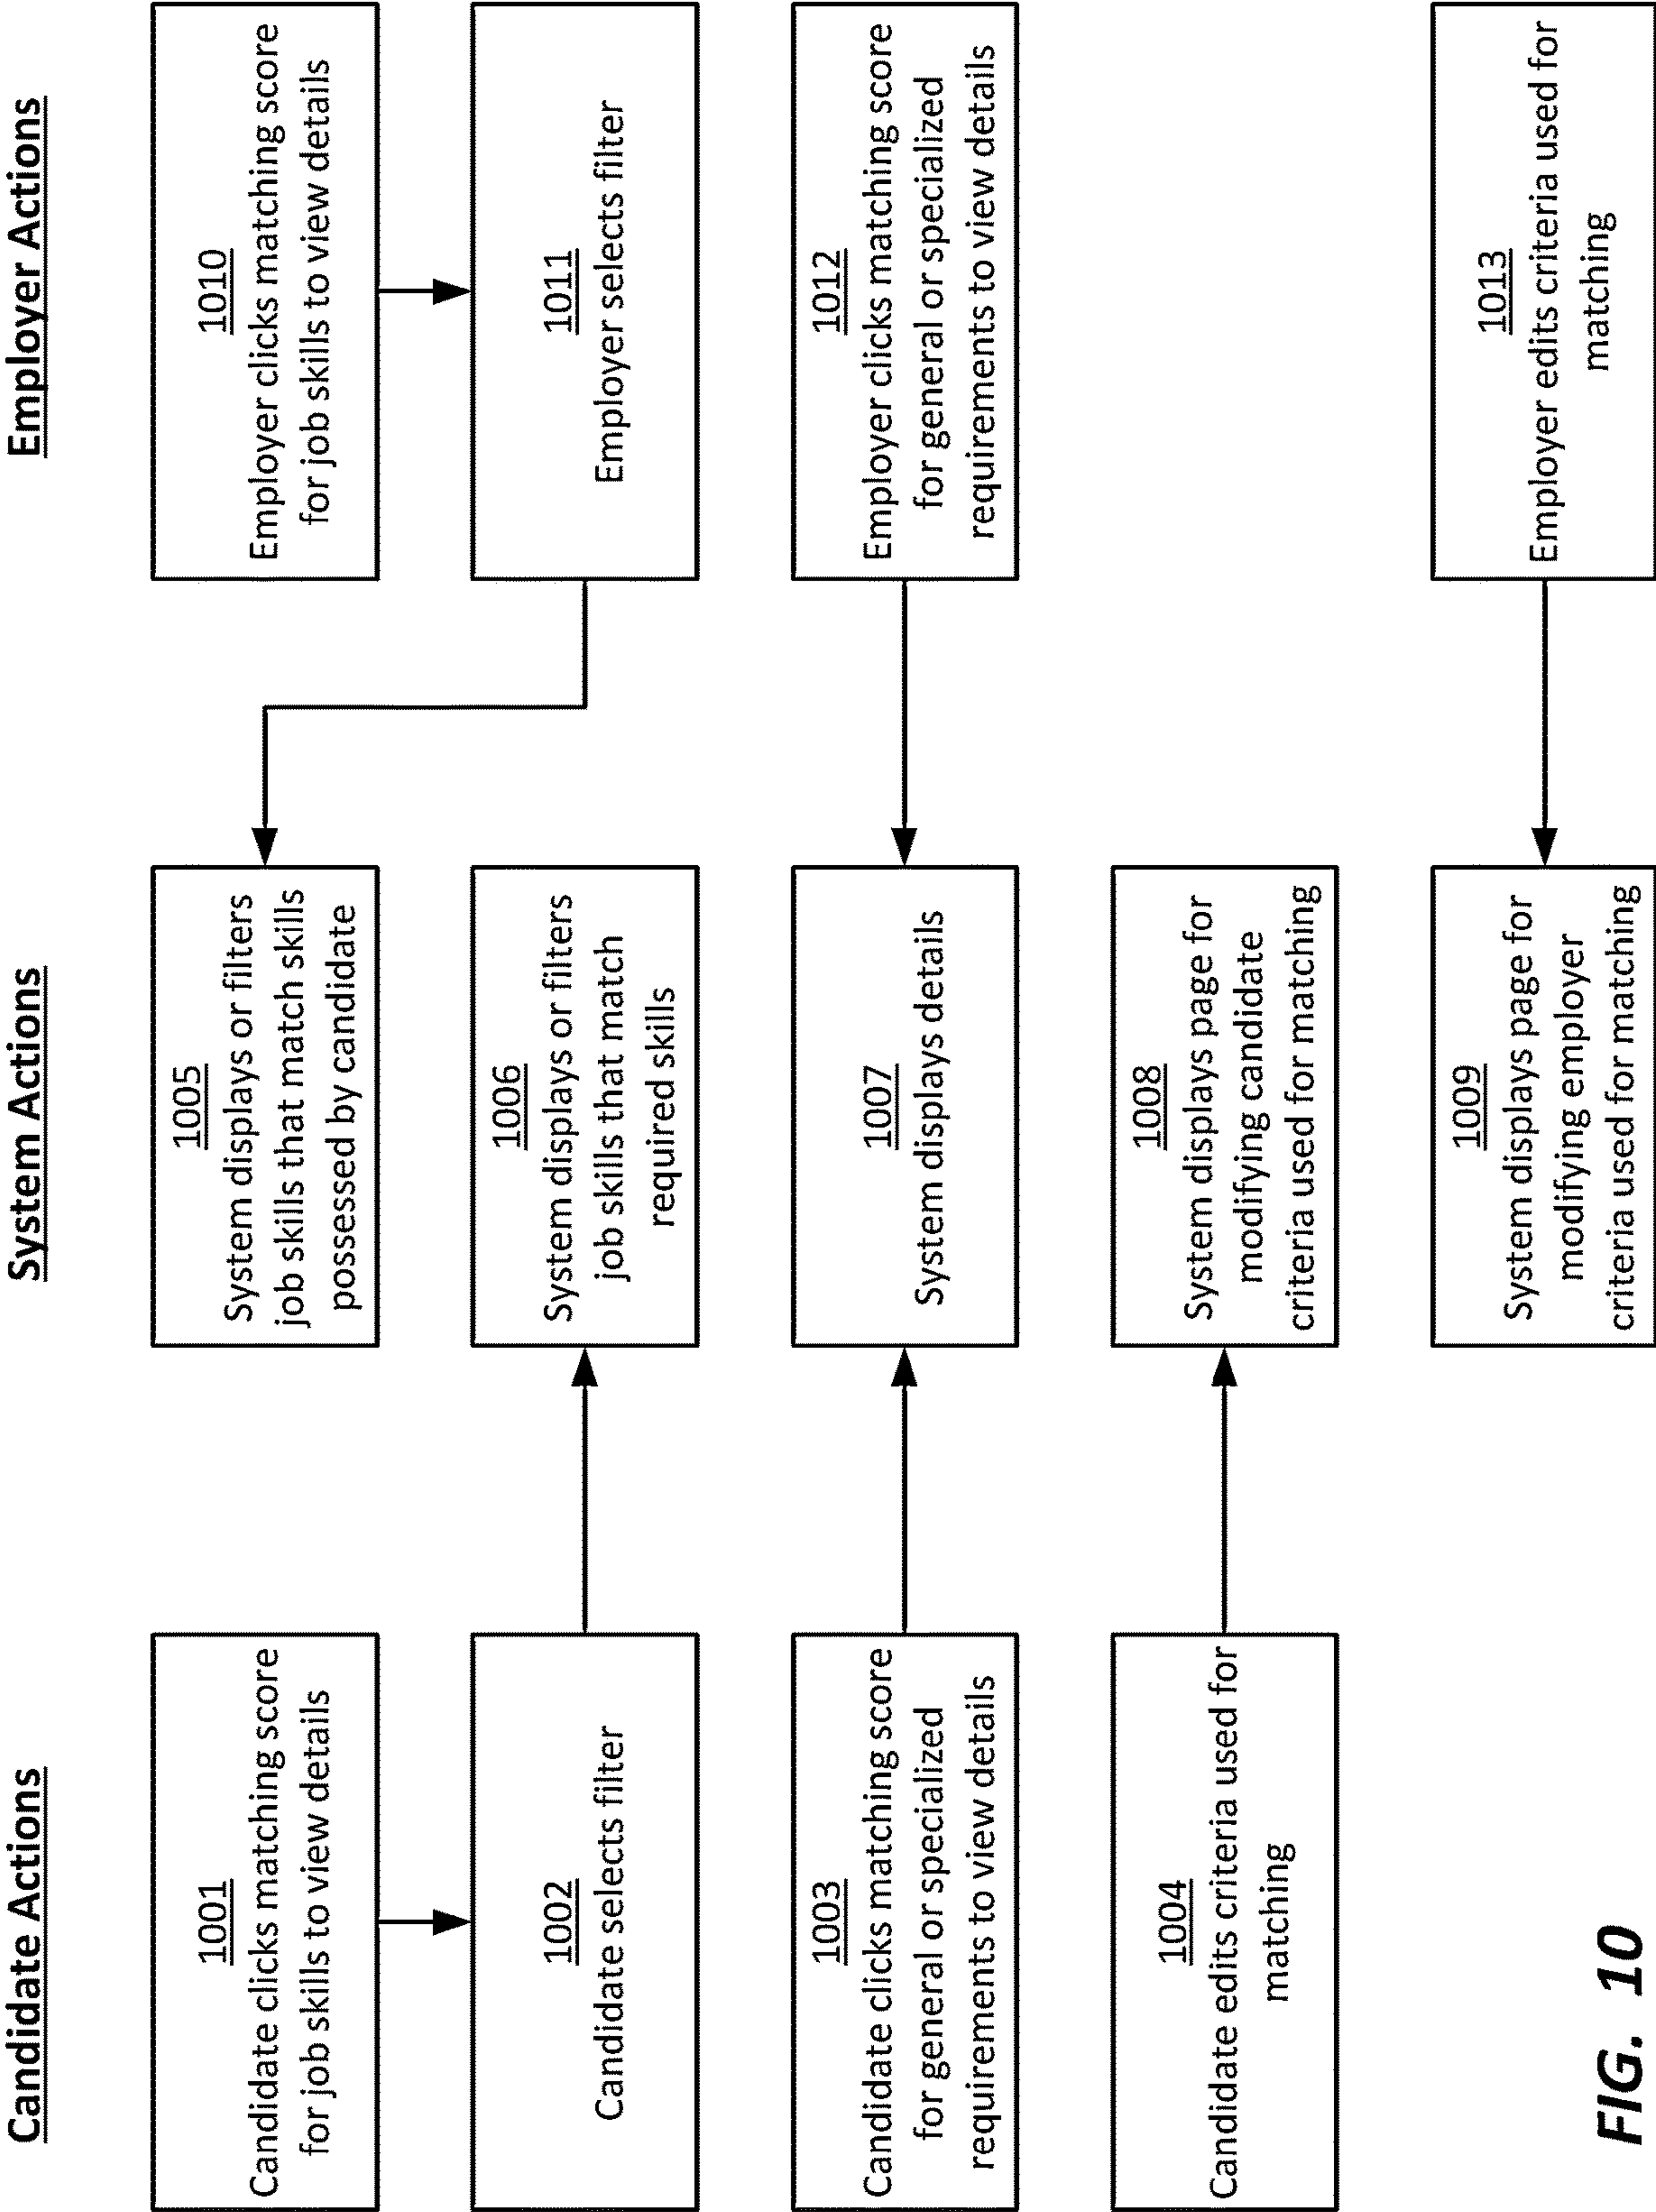 Candidate Actions
1001
Candidate clicks matching score
for job skills to view details
1002
Candidate selects filter
1003
Candidate clicks matching score
for general or specialized
requirements to view details
1004
Candidate edits criteria used for
matching
System Actions
1005
System displays or filters
job skills that match skills
possessed by candidate
1006
System displays or filters
job skills that match
required skills
1007
System displays details
1008
System displays page for
modifying candidate
criteria used for matching
1009
System displays page for
modifying employer
criteria used for matching
Employer Actions
1010
Employer clicks matching score
for job skills to view details
1011
Employer selects filter
1012
Employer clicks matching score
for general or specialized
requirements to view details
1013
Employer edits criteria used for
matching
FIG. 10